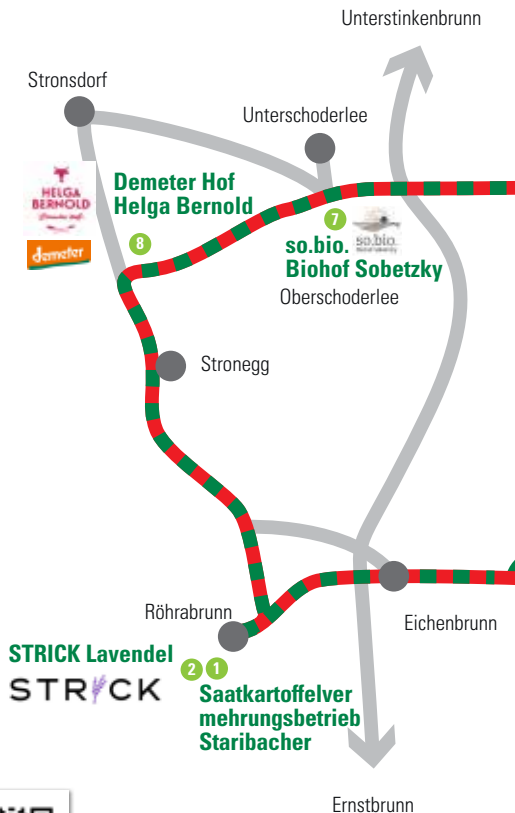 Unterstinkenbrunn
Stronsdorf
Unterschoderlee
HELGA
BERNOLD
demeter
Demeter Hof
Helga Bernold
8
7
so.bio.
so.bio.
Biohof Sobetzky
Oberschoderlee
Stronegg
Röhrabrunn
Eichenbrunn
STRICK Lavendel
STRICK
2 1
Saatkartoffelver
mehrungsbetrieb
Staribacher
Ernstbrunn